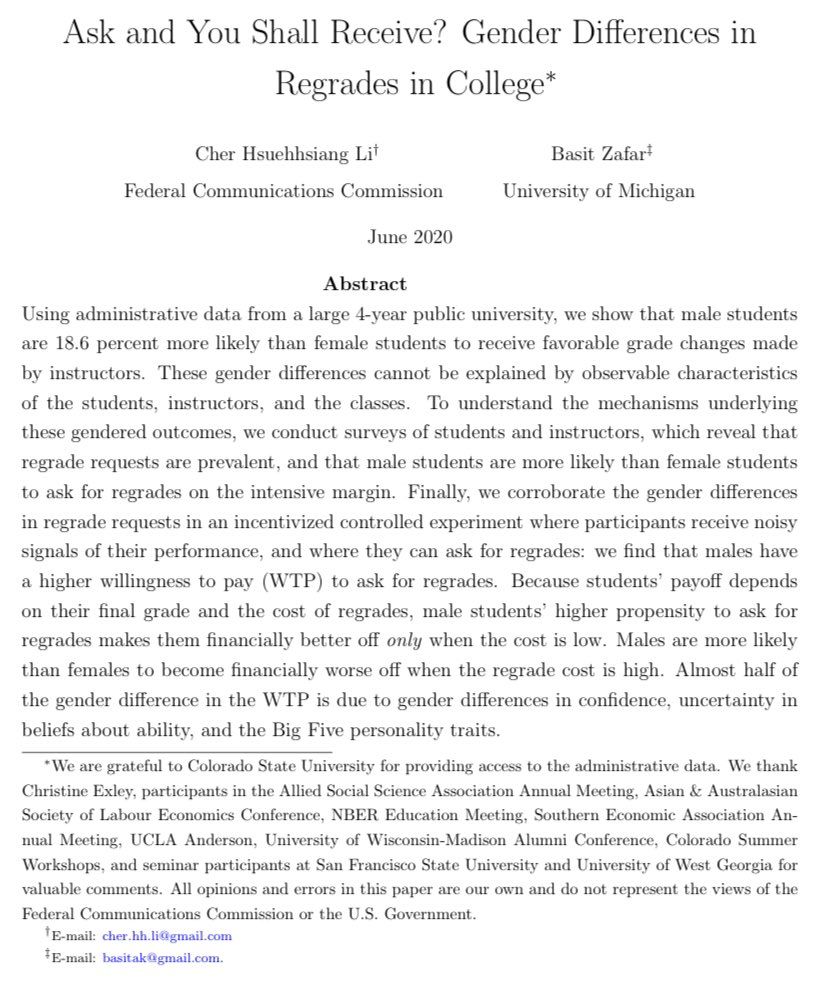 Ask and You Shall Receive? Gender Differences in
Regrades in College*
Cher Hsuehhsiang Li†
Basit Zafar‡
Federal Communications Commission
University of Michigan
June 2020
Abstract
Using administrative data from a large 4-year public university, we show that male students
are 18.6 percent more likely than female students to receive favorable grade changes made
by instructors. These gender differences cannot be explained by observable characteristics
of the students, instructors, and the classes. To understand the mechanisms underlying
these gendered outcomes, we conduct surveys of students and instructors, which reveal that
regrade requests are prevalent, and that male students are more likely than female students
to ask for regrades on the intensive margin. Finally, we corroborate the gender differences
in regrade requests in an incentivized controlled experiment where participants receive noisy
signals of their performance, and where they can ask for regrades: we find that males have
a higher willingness to pay (WTP) to ask for regrades. Because students' payoff depends
on their final grade and the cost of regrades, male students' higher propensity to ask for
regrades makes them financially better off only when the cost is low. Males are more likely
than females to become financially worse off when the regrade cost is high. Almost half of
the gender difference in the WTP is due to gender differences in confidence, uncertainty in
beliefs about ability, and the Big Five personality traits.
*We are grateful to Colorado State University for providing access to the administrative data. We thank
Christine Exley, participants in the Allied Social Science Association Annual Meeting, Asian & Australasian
Society of Labour Economics Conference, NBER Education Meeting, Southern Economic Association An-
nual Meeting, UCLA Anderson, University of Wisconsin-Madison Alumni Conference, Colorado Summer
Workshops, and seminar participants at San Francisco State University and University of West Georgia for
valuable comments. All opinions and errors in this paper are our own and do not represent the views of the
Federal Communications Commission or the U.S. Government.
†E-mail: cher.hh.li@gmail.com
‡E-mail: basitak@gmail.com.